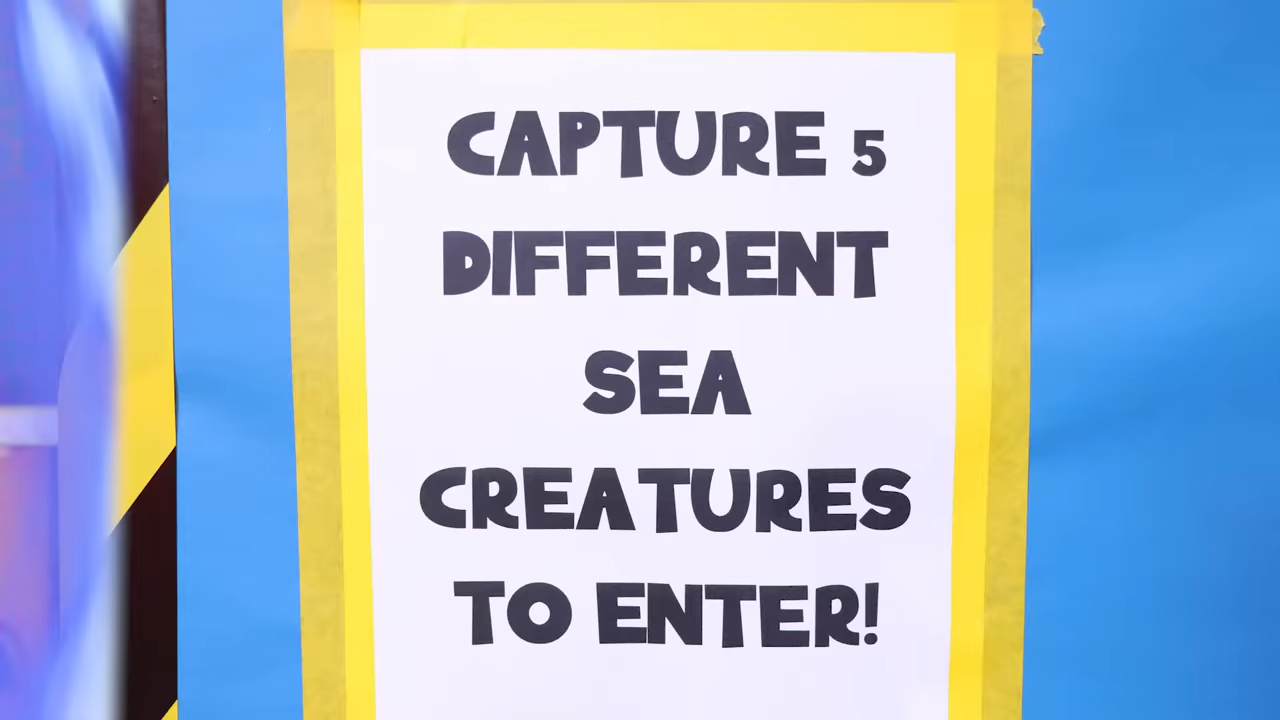 CAPTURE 5
DIFFERENT
SEA
CREATURES
TO ENTER!